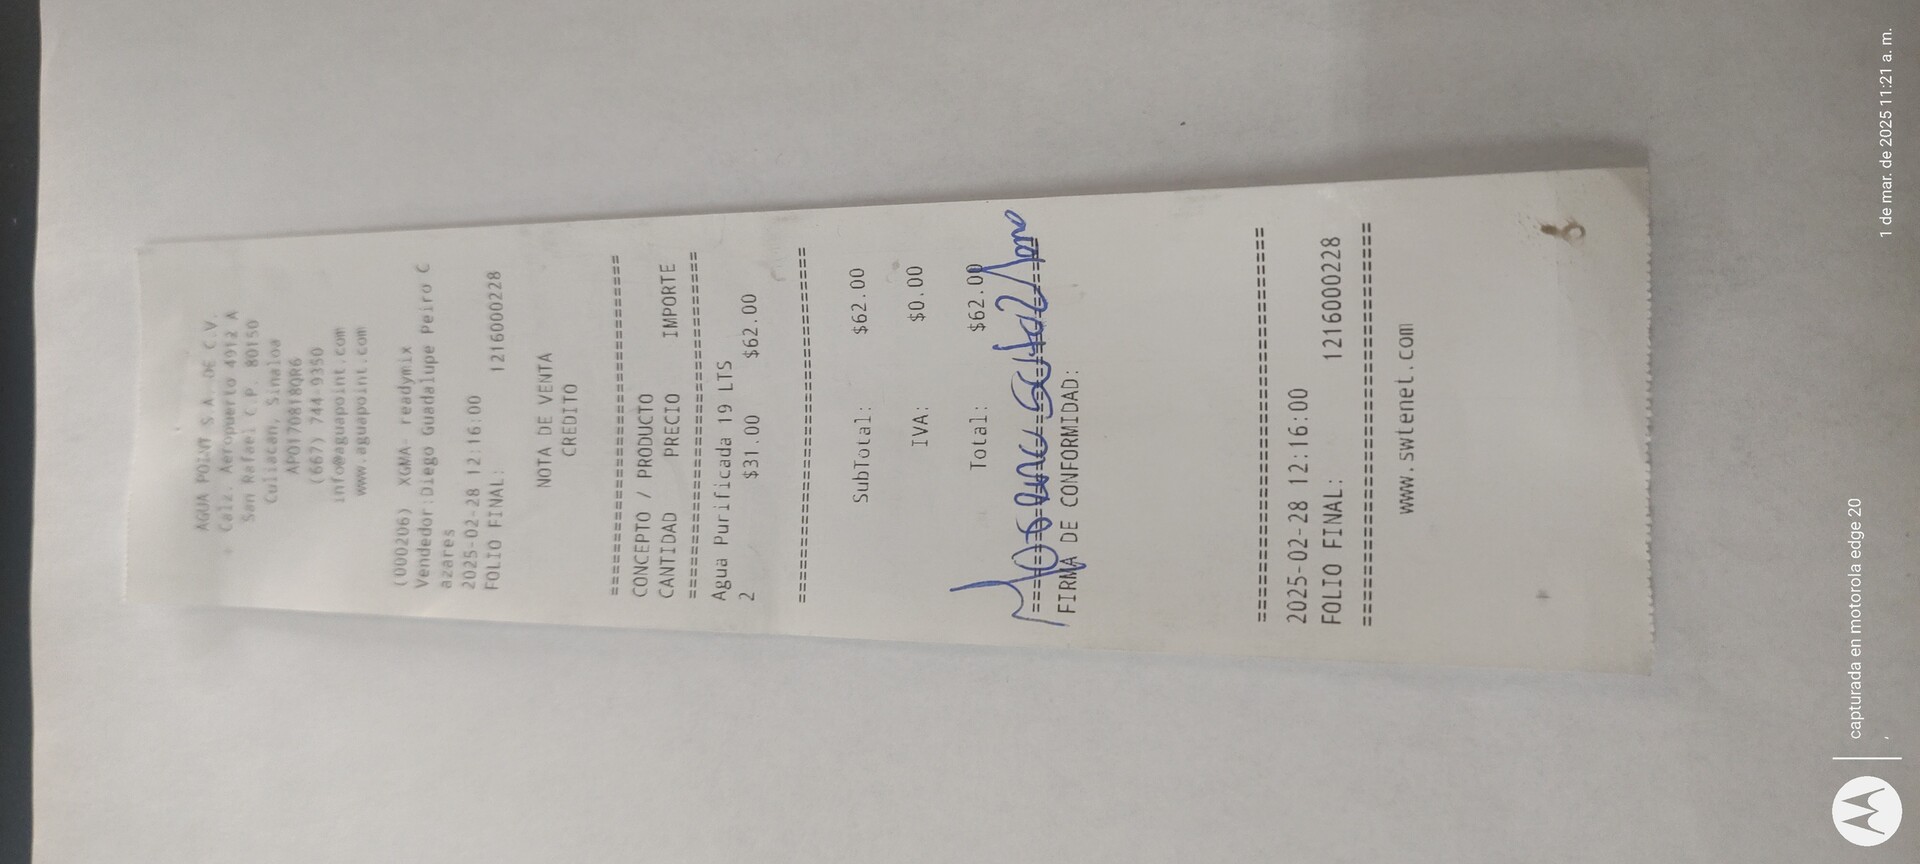 AGUA POINT S.A. DE C.V.
Calz. Aeropuerto 4912 A
San Rafael C.P. 80150
Culiacan, Sinaloa
APO170818QR6
(667) 744 9350
info@aguapoint.com
www.aguapoint.com
(000206) XGMA- readymix
Vendedor:Diego Guadalupe Peiro C
azares
2025-02-28 12:16:00
FOLIO FINAL: 1216000228
NOTA DE VENTA
CREDITO
================================
CONCEPTO / PRODUCTO
CANTIDAD PRECIO IMPORTE
================================
Agua Purificada 19 LTS
2 $31.00 $62.00
================================
SubTotal: $62.00
IVA: $0.00
Total: $62.00
================================
FIRMA DE CONFORMIDAD:
================================
2025-02-28 12:16:00
FOLIO FINAL: 1216000228
================================
www.swtenet.com
capturada en motorola edge 20
1 de mar. de 2025 11:21 a. m.